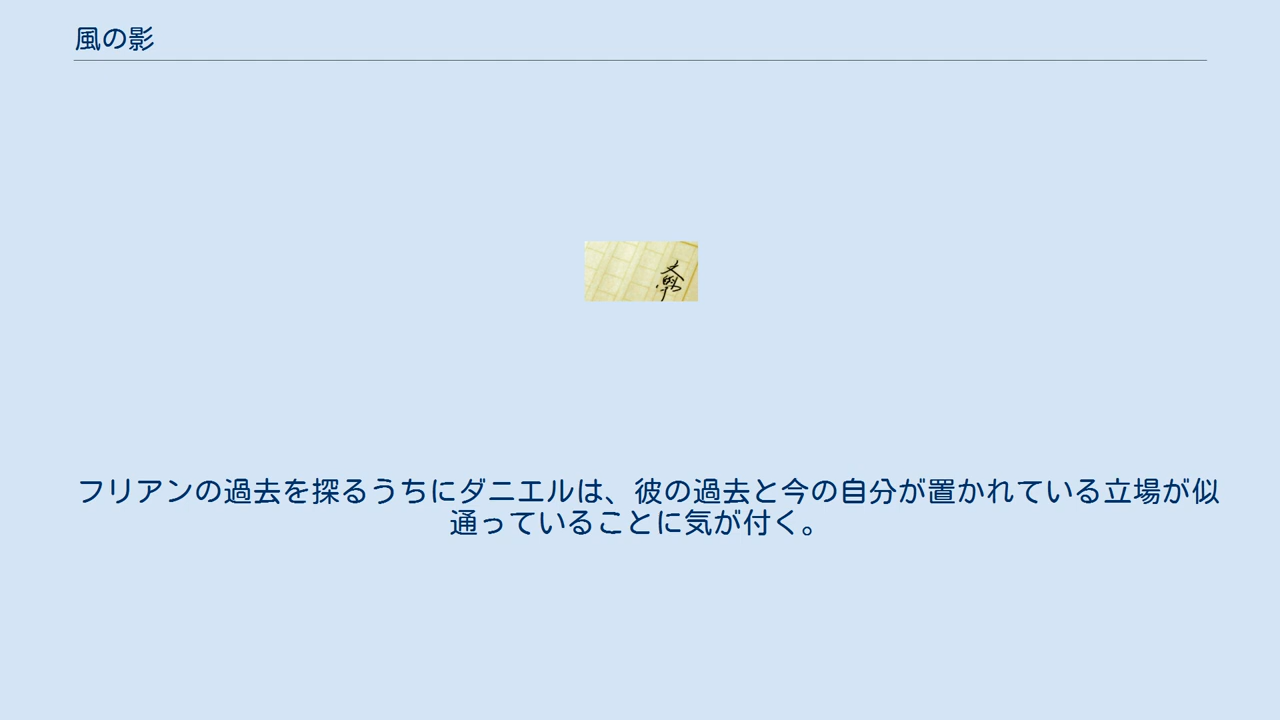 風の影
フリアンの過去を探るうちにダニエルは、彼の過去と今の自分が置かれている立場が似
通っていることに気が付く。